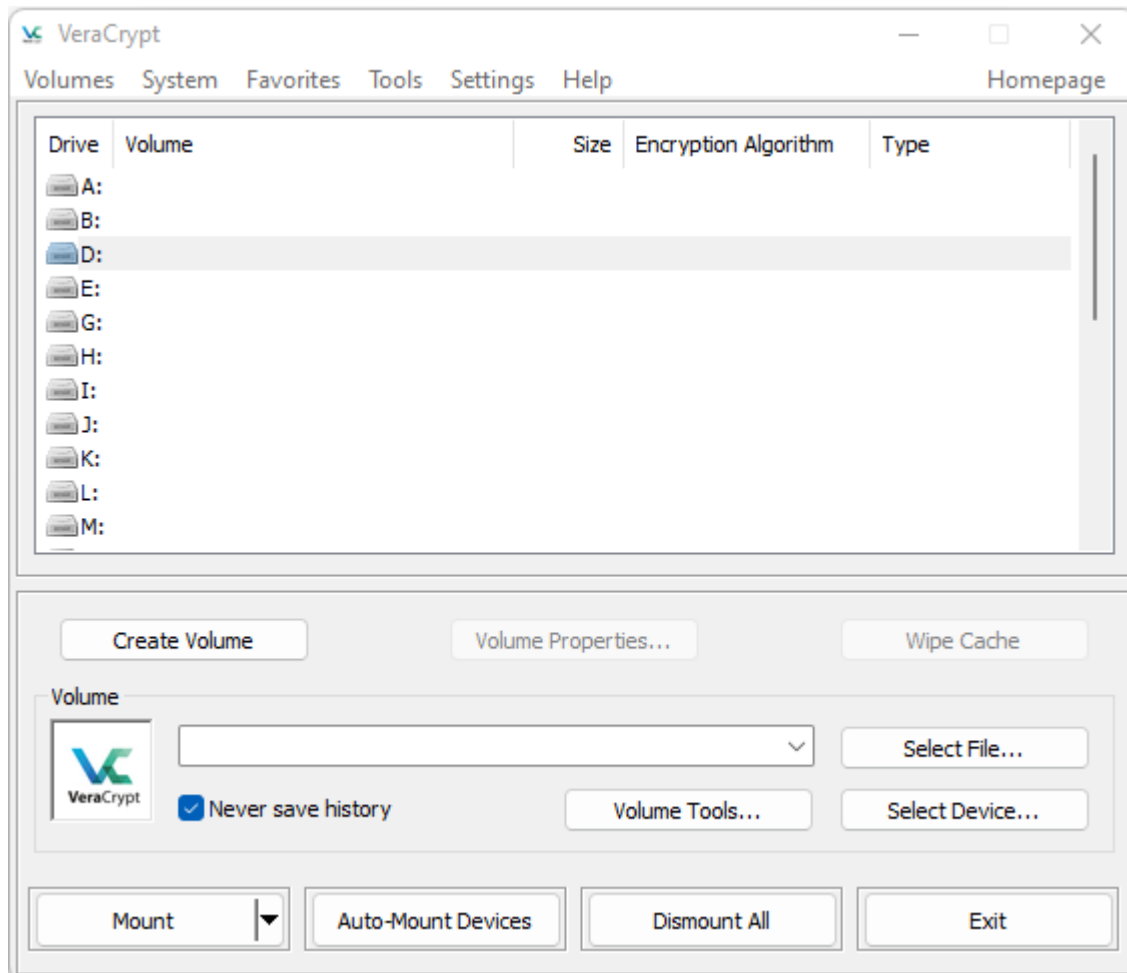 VeraCrypt
Volumes System Favorites Tools Settings Help Homepage
Drive Volume Size Encryption Algorithm Type
A:
B:
D:
E:
G:
H:
I:
J:
K:
L:
M:
Create Volume Volume Properties... Wipe Cache
Volume
Select File...
VeraCrypt
Never save history Volume Tools... Select Device...
Mount Auto-Mount Devices Dismount All Exit